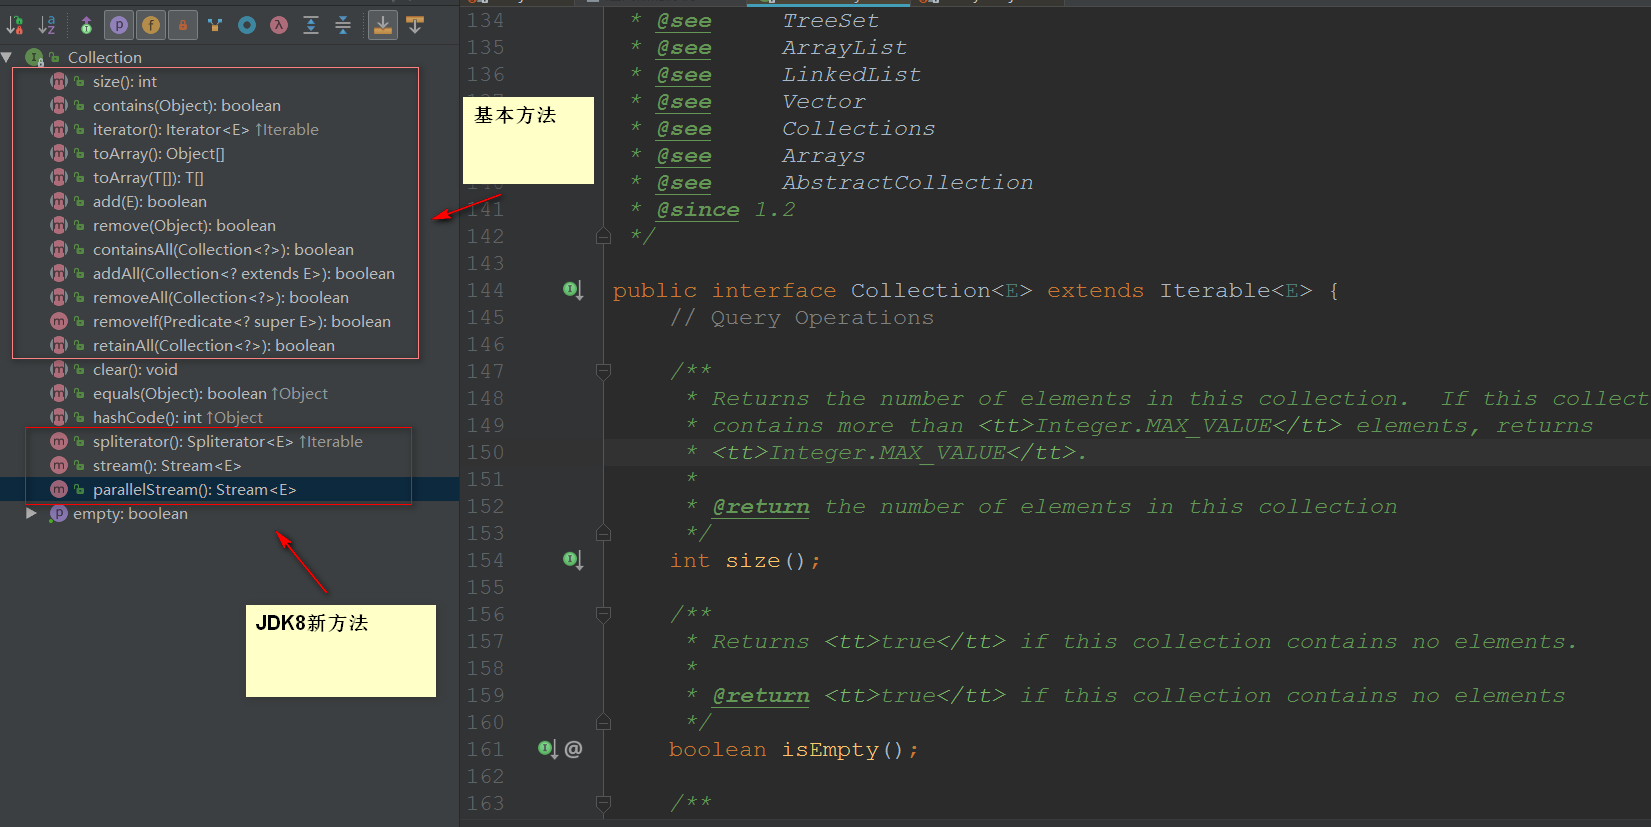 Collection
size(): int
contains(Object): boolean
iterator(): Iterator<E> ↑Iterable
toArray(): Object[]
toArray(T[]): T[]
add(E): boolean
remove(Object): boolean
containsAll(Collection<?>): boolean
addAll(Collection<? extends E>): boolean
removeAll(Collection<?>): boolean
removeIf(Predicate<? super E>): boolean
retainAll(Collection<?>): boolean
clear(): void
equals(Object): boolean ↑Object
hashCode(): int ↑Object
spliterator(): Spliterator<E> ↑Iterable
stream(): Stream<E>
parallelStream(): Stream<E>
empty: boolean
基本方法
JDK8新方法
134 * @see TreeSet
135 * @see ArrayList
136 * @see LinkedList
* @see Vector
* @see Collections
* @see Arrays
* @see AbstractCollection
141 * @since 1.2
142 */
143
144 public interface Collection<E> extends Iterable<E> {
145 // Query Operations
146
147 /**
148 * Returns the number of elements in this collection. If this collect
149 * contains more than <tt>Integer.MAX_VALUE</tt> elements, returns
150 * <tt>Integer.MAX_VALUE</tt>.
151 *
152 * @return the number of elements in this collection
153 */
154 int size();
155
156 /**
157 * Returns <tt>true</tt> if this collection contains no elements.
158 *
159 * @return <tt>true</tt> if this collection contains no elements
160 */
161 @ boolean isEmpty();
162
163 /**